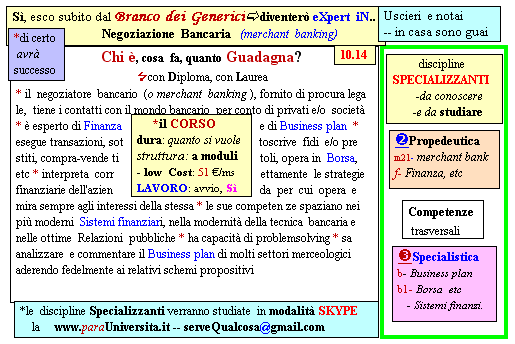 Sì, esco subito dal Branco dei Generici➪diventerò eXpert iN..
Negoziazione Bancaria (merchant banking)
Uscieri e notai
-- in casa sono guai
*di certo
avrà
successo
Chi è, cosa fa, quanto Guadagna?
10.14
con Diploma, con Laurea
* il negoziatore bancario (o merchant banking ), fornito di procura lega
le, tiene i contatti con il mondo bancario per conto di privati e/o società
* è esperto di Finanza e di Business plan *
esegue transazioni, sot toscrive fidi e/o pre
stiti, compra-vende ti toli, opera in Borsa,
etc * interpreta corr ettamente le strategie
finanziarie dell'azien da per cui opera e
mira sempre agli interessi della stessa * le sue competen ze spaziano nei
più moderni Sistemi finanziari, nella modernità della tecnica bancaria e
nelle ottime Relazioni pubbliche * ha capacità di problemsolving * sa
analizzare e commentare il Business plan di molti settori merceologici
aderendo fedelmente ai relativi schemi propositivi
*il CORSO
dura: quanto si vuole
struttura: a moduli
- low Cost: 51 €/ms
LAVORO: avvio, Sì
discipline
SPECIALIZZANTI
-da conoscere
-e da studiare
❷Propedeutica
m21- merchant bank
f- Finanza, etc
Competenze
trasversali
❸Specialistica
b- Business plan
b1- Borsa etc
- Sistemi finanzi.
*le discipline Specializzanti verranno studiate in modalità SKYPE
la www.paraUniversita.it -- serveQualcosa@gmail.com